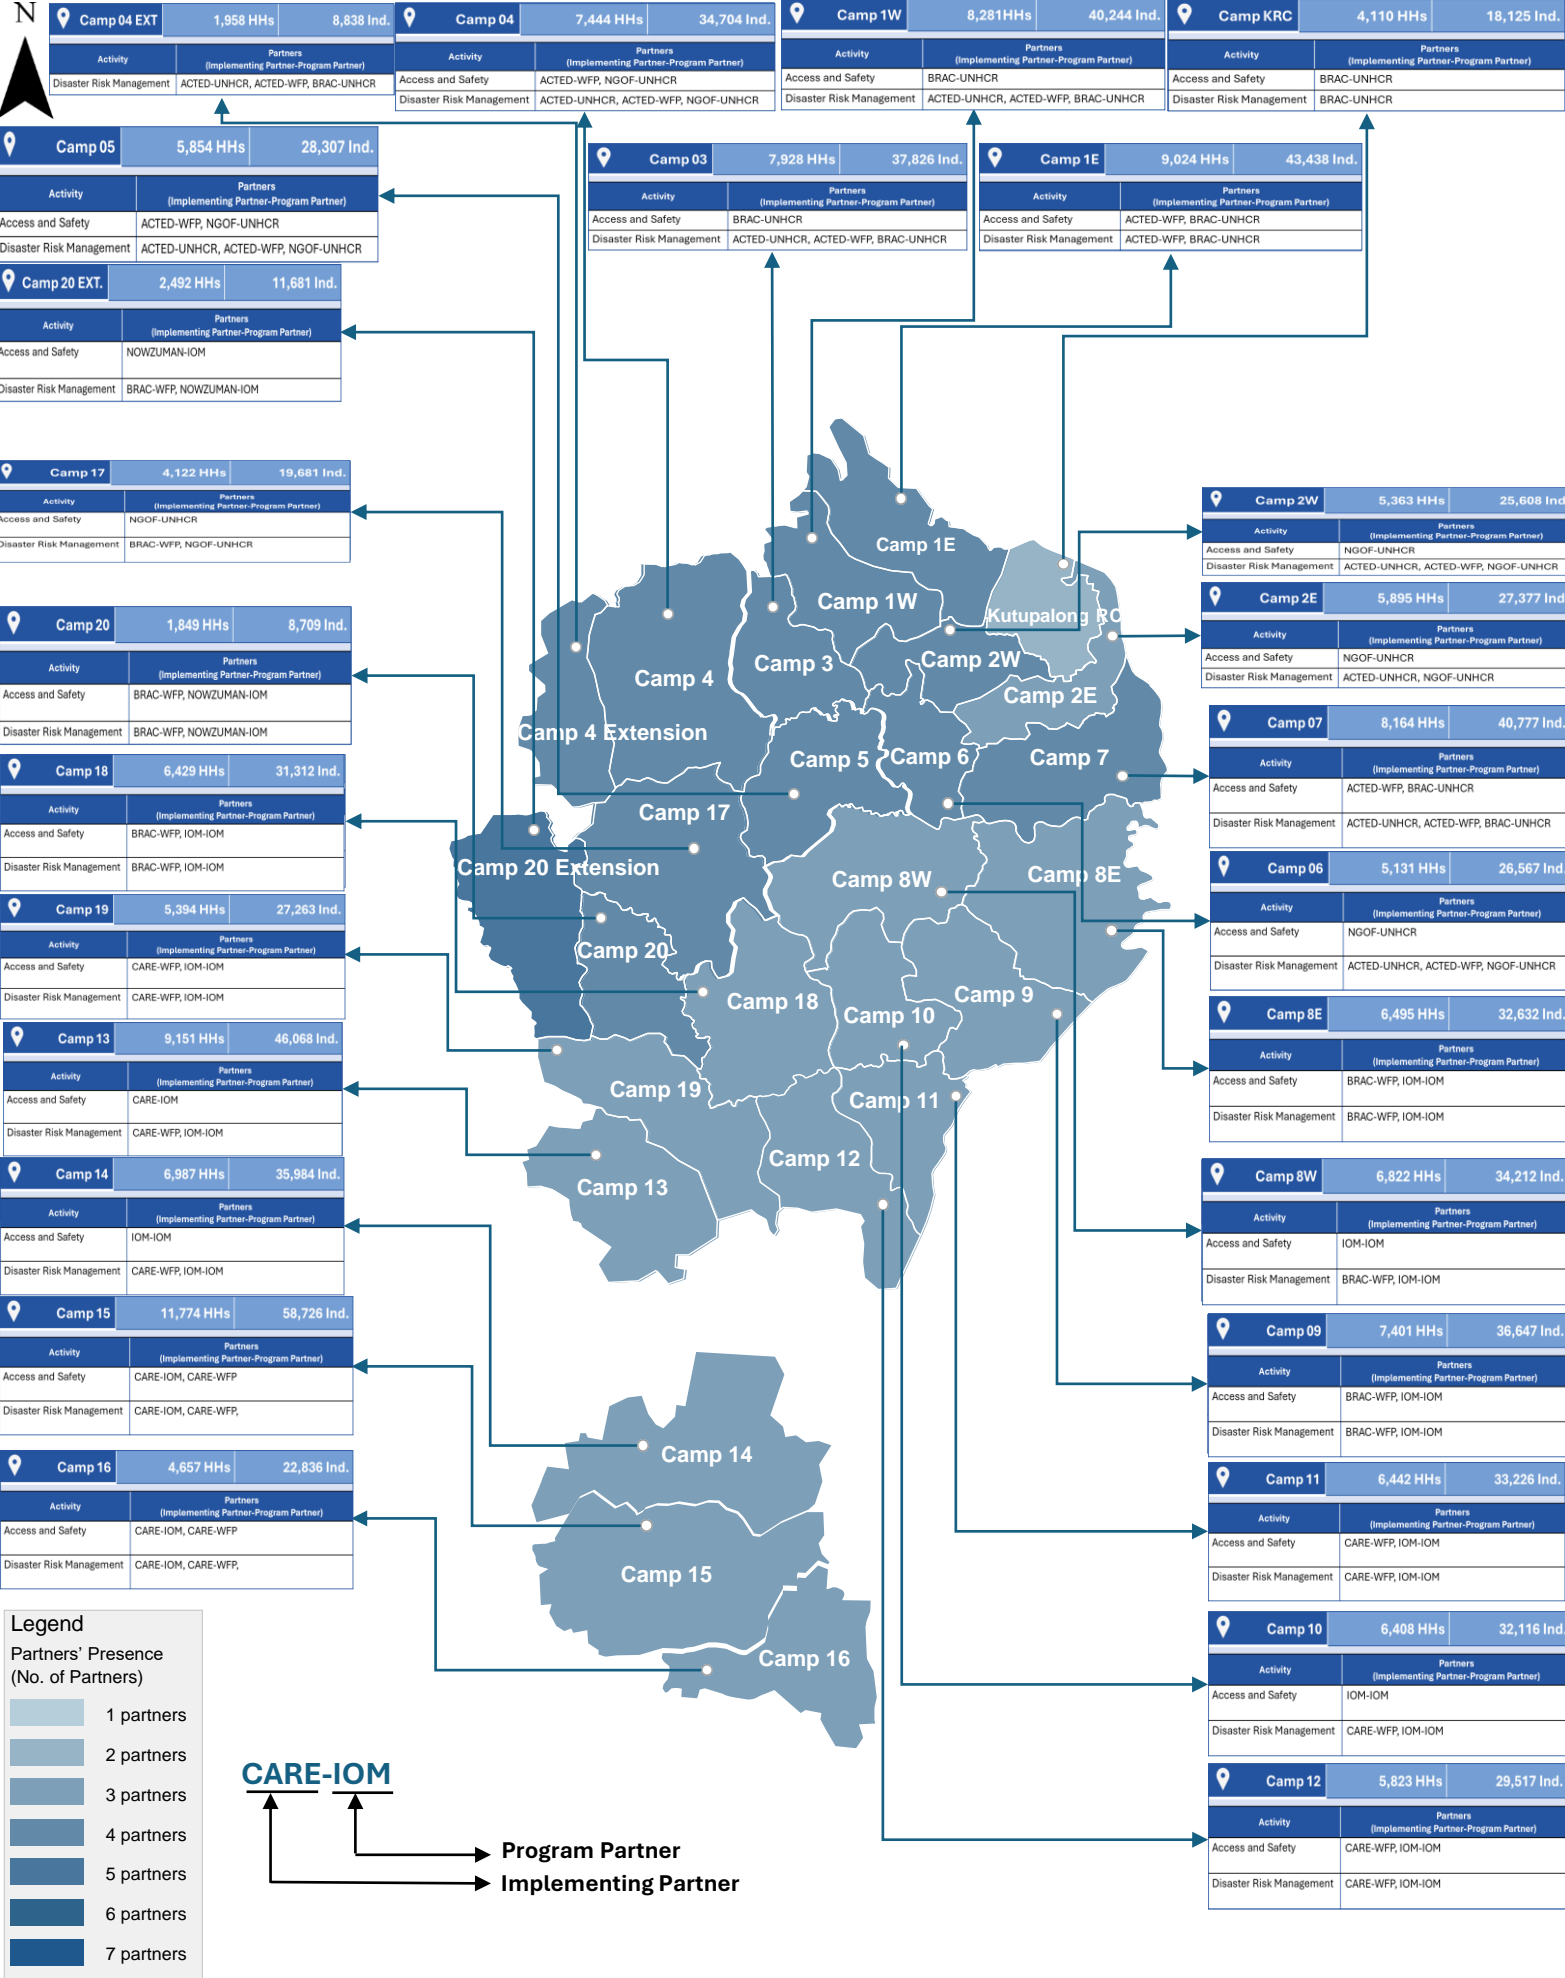 N
Camp 04 EXT 1,958 HHs 8,838 Ind.
Activity Partners
(Implementing Partner-Program Partner)
Disaster Risk Management ACTED-UNHCR, ACTED-WFP, BRAC-UNHCR
Camp 04 7,444 HHs 34,704 Ind.
Activity Partners
(Implementing Partner-Program Partner)
Access and Safety ACTED-WFP, NGOF-UNHCR
Disaster Risk Management ACTED-UNHCR, ACTED-WFP, NGOF-UNHCR
Camp 1W 8,281HHs 40,244 Ind.
Activity Partners
(Implementing Partner-Program Partner)
Access and Safety BRAC-UNHCR
Disaster Risk Management ACTED-UNHCR, ACTED-WFP, BRAC-UNHCR
Camp KRC 4,110 HHs 18,125 Ind.
Activity Partners
(Implementing Partner-Program Partner)
Access and Safety BRAC-UNHCR
Disaster Risk Management BRAC-UNHCR
Camp 05 5,854 HHs 28,307 Ind.
Activity Partners
(Implementing Partner-Program Partner)
Access and Safety ACTED-WFP, NGOF-UNHCR
Disaster Risk Management ACTED-UNHCR, ACTED-WFP, NGOF-UNHCR
Camp 03 7,928 HHs 37,826 Ind.
Activity Partners
(Implementing Partner-Program Partner)
Access and Safety BRAC-UNHCR
Disaster Risk Management ACTED-UNHCR, ACTED-WFP, BRAC-UNHCR
Camp 1E 9,024 HHs 43,438 Ind.
Activity Partners
(Implementing Partner-Program Partner)
Access and Safety ACTED-WFP, BRAC-UNHCR
Disaster Risk Management ACTED-WFP, BRAC-UNHCR
Camp 20 EXT. 2,492 HHs 11,681 Ind.
Activity Partners
(Implementing Partner-Program Partner)
Access and Safety NOWZUMAN-IOM
Disaster Risk Management BRAC-WFP, NOWZUMAN-IOM
Camp 17 4,122 HHs 19,681 Ind.
Activity Partners
(Implementing Partner-Program Partner)
Access and Safety NGOF-UNHCR
Disaster Risk Management BRAC-WFP, NGOF-UNHCR
Camp 20 1,849 HHs 8,709 Ind.
Activity Partners
(Implementing Partner-Program Partner)
Access and Safety BRAC-WFP, NOWZUMAN-IOM
Disaster Risk Management BRAC-WFP, NOWZUMAN-IOM
Camp 18 6,429 HHs 31,312 Ind.
Activity Partners
(Implementing Partner-Program Partner)
Access and Safety BRAC-WFP, IOM-IOM
Disaster Risk Management BRAC-WFP, IOM-IOM
Camp 19 5,394 HHs 27,263 Ind.
Activity Partners
(Implementing Partner-Program Partner)
Access and Safety CARE-WFP, IOM-IOM
Disaster Risk Management CARE-WFP, IOM-IOM
Camp 13 9,151 HHs 46,068 Ind.
Activity Partners
(Implementing Partner-Program Partner)
Access and Safety CARE-IOM
Disaster Risk Management CARE-WFP, IOM-IOM
Camp 14 6,987 HHs 35,984 Ind.
Activity Partners
(Implementing Partner-Program Partner)
Access and Safety IOM-IOM
Disaster Risk Management CARE-WFP, IOM-IOM
Camp 15 11,774 HHs 58,726 Ind.
Activity Partners
(Implementing Partner-Program Partner)
Access and Safety CARE-IOM, CARE-WFP
Disaster Risk Management CARE-IOM, CARE-WFP,
Camp 16 4,657 HHs 22,836 Ind.
Activity Partners
(Implementing Partner-Program Partner)
Access and Safety CARE-IOM, CARE-WFP
Disaster Risk Management CARE-IOM, CARE-WFP,
Camp 1E
Camp 1W
Kutupalong RC
Camp 3
Camp 2W
Camp 4
Camp 2E
Camp 4 Extension
Camp 5
Camp 6
Camp 7
Camp 17
Camp 20 Extension
Camp 8W
Camp 8E
Camp 20
Camp 18
Camp 9
Camp 10
Camp 19
Camp 11
Camp 12
Camp 13
Camp 14
Camp 15
Camp 16
Camp 2W 5,363 HHs 25,608 Ind
Activity Partners
(Implementing Partner-Program Partner)
Access and Safety NGOF-UNHCR
Disaster Risk Management ACTED-UNHCR, ACTED-WFP, NGOF-UNHCR
Camp 2E 5,895 HHs 27,377 Ind
Activity Partners
(Implementing Partner-Program Partner)
Access and Safety NGOF-UNHCR
Disaster Risk Management ACTED-UNHCR, NGOF-UNHCR
Camp 07 8,164 HHs 40,777 Ind.
Activity Partners
(Implementing Partner-Program Partner)
Access and Safety ACTED-WFP, BRAC-UNHCR
Disaster Risk Management ACTED-UNHCR, ACTED-WFP, BRAC-UNHCR
Camp 06 5,131 HHs 26,567 Ind.
Activity Partners
(Implementing Partner-Program Partner)
Access and Safety NGOF-UNHCR
Disaster Risk Management ACTED-UNHCR, ACTED-WFP, NGOF-UNHCR
Camp 8E 6,495 HHs 32,632 Ind.
Activity Partners
(Implementing Partner-Program Partner)
Access and Safety BRAC-WFP, IOM-IOM
Disaster Risk Management BRAC-WFP, IOM-IOM
Camp 8W 6,822 HHs 34,212 Ind.
Activity Partners
(Implementing Partner-Program Partner)
Access and Safety IOM-IOM
Disaster Risk Management BRAC-WFP, IOM-IOM
Camp 09 7,401 HHs 36,647 Ind.
Activity Partners
(Implementing Partner-Program Partner)
Access and Safety BRAC-WFP, IOM-IOM
Disaster Risk Management BRAC-WFP, IOM-IOM
Camp 11 6,442 HHs 33,226 Ind.
Activity Partners
(Implementing Partner-Program Partner)
Access and Safety CARE-WFP, IOM-IOM
Disaster Risk Management CARE-WFP, IOM-IOM
Camp 10 6,408 HHs 32,116 Ind.
Activity Partners
(Implementing Partner-Program Partner)
Access and Safety IOM-IOM
Disaster Risk Management CARE-WFP, IOM-IOM
Camp 12 5,823 HHs 29,517 Ind.
Activity Partners
(Implementing Partner-Program Partner)
Access and Safety CARE-WFP, IOM-IOM
Disaster Risk Management CARE-WFP, IOM-IOM
Legend
Partners' Presence
(No. of Partners)
1 partners
2 partners
3 partners
4 partners
5 partners
6 partners
7 partners
CARE-IOM
Program Partner
Implementing Partner